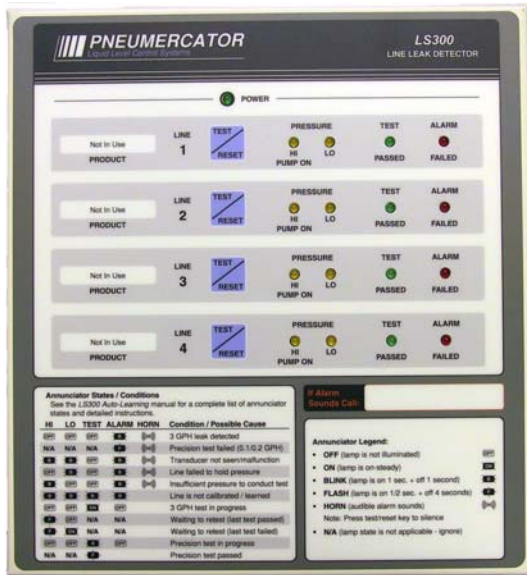 PNEUMERCATOR
Liquid Level Control Systems
LS300
LINE LEAK DETECTOR
POWER
Not In Use
PRODUCT
LINE
1
TEST
RESET
PRESSURE
HI LO
PUMP ON
TEST
PASSED
ALARM
FAILED
Not In Use
PRODUCT
LINE
2
TEST
RESET
PRESSURE
HI LO
PUMP ON
TEST
PASSED
ALARM
FAILED
Not In Use
PRODUCT
LINE
3
TEST
RESET
PRESSURE
HI LO
PUMP ON
TEST
PASSED
ALARM
FAILED
Not In Use
PRODUCT
LINE
4
TEST
RESET
PRESSURE
HI LO
PUMP ON
TEST
PASSED
ALARM
FAILED
Annunciator States / Conditions
See the LS300 Auto-Learning manual for a complete list of annunciator
states and detailed instructions.
HI LO TEST ALARM HORN Condition / Possible Cause
3 GPH leak detected
N/A N/A N/A Precision test failed (0.1/0.2 GPH)
Transducer not seen/malfunction
Line failed to hold pressure
Insufficient pressure to conduct test
Line is not calibrated / learned
3 GPH test in progress
N/A N/A Waiting to retest (last test passed)
N/A N/A Waiting to retest (last test failed)
Precision test in progress
N/A N/A Precision test passed
If Alarm
Sounds Call:
Annunciator Legend:
• OFF (lamp is not illuminated) OFF
• ON (lamp is on-steady) ON
• BLINK (lamp is on 1 sec. + off 1 second) B
• FLASH (lamp is on 1/2 sec. + off 4 seconds) F
• HORN (audible alarm sounds)
Note: Press test/reset key to silence
• N/A (lamp state is not applicable - ignore)